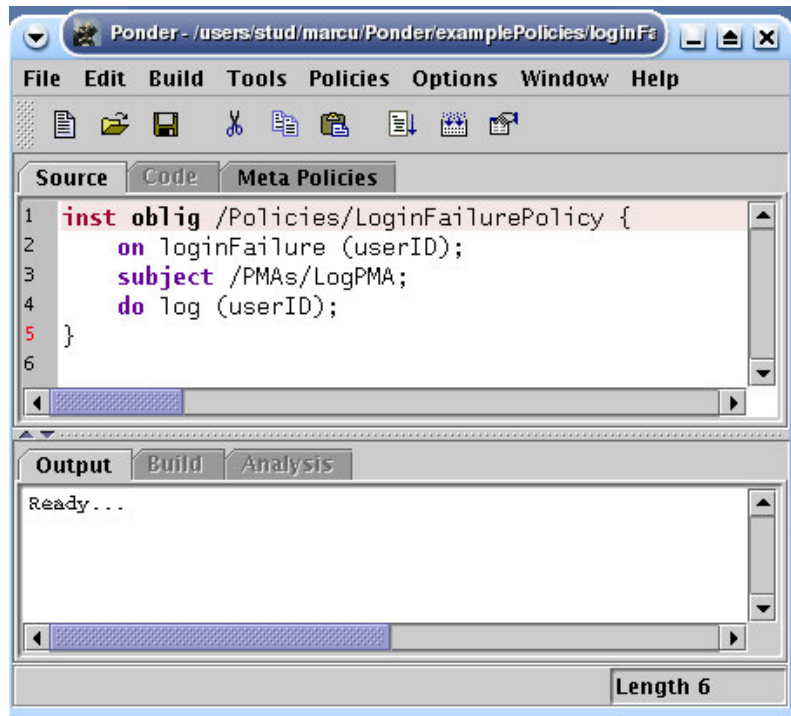 Ponder - /users/stud/marcu/Ponder/examplePolicies/loginFa
File Edit Build Tools Policies Options Window Help
Source Code Meta Policies
1 inst oblig /Policies/LoginFailurePolicy {
2 on loginFailure (userID);
3 subject /PMAs/LogPMA;
4 do log (userID);
5 }
6
Output Build Analysis
Ready...
Length 6